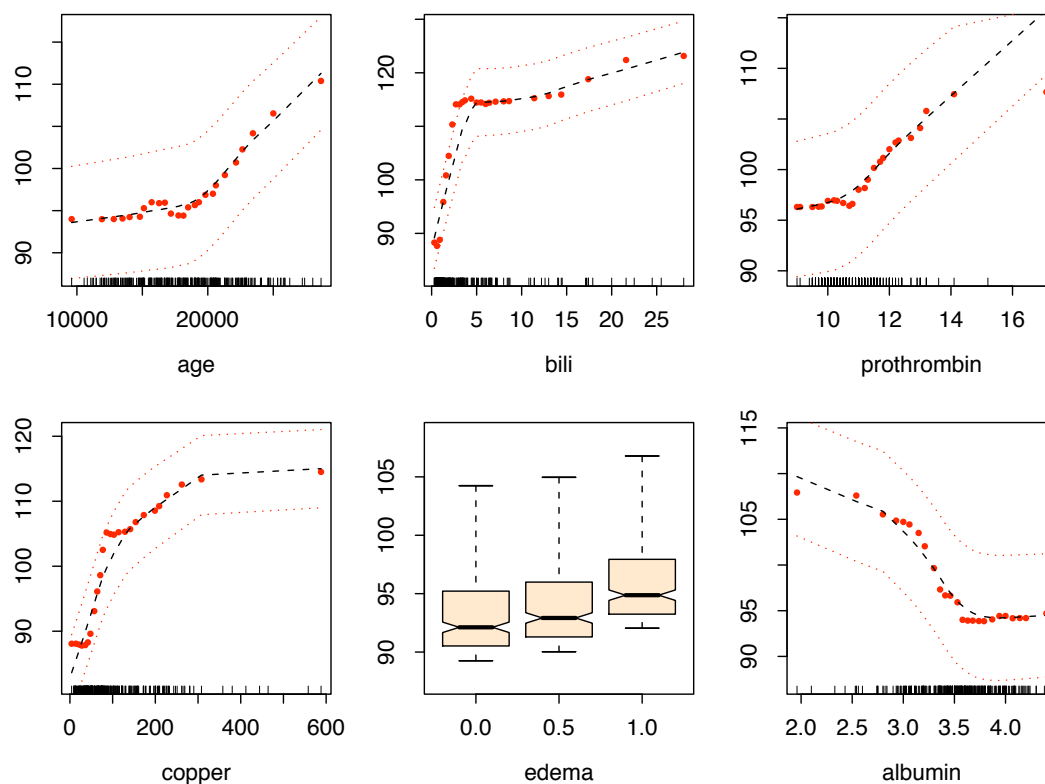 90 100 110
10000 20000
age
90 100 120
0 5 10 15 20 25
bili
90 95 100 105 110
10 12 14 16
prothrombin
90 100 110 120
0 200 400 600
copper
90 95 105
0.0 0.5 1.0
edema
90 95 105 115
2.0 2.5 3.0 3.5 4.0
albumin